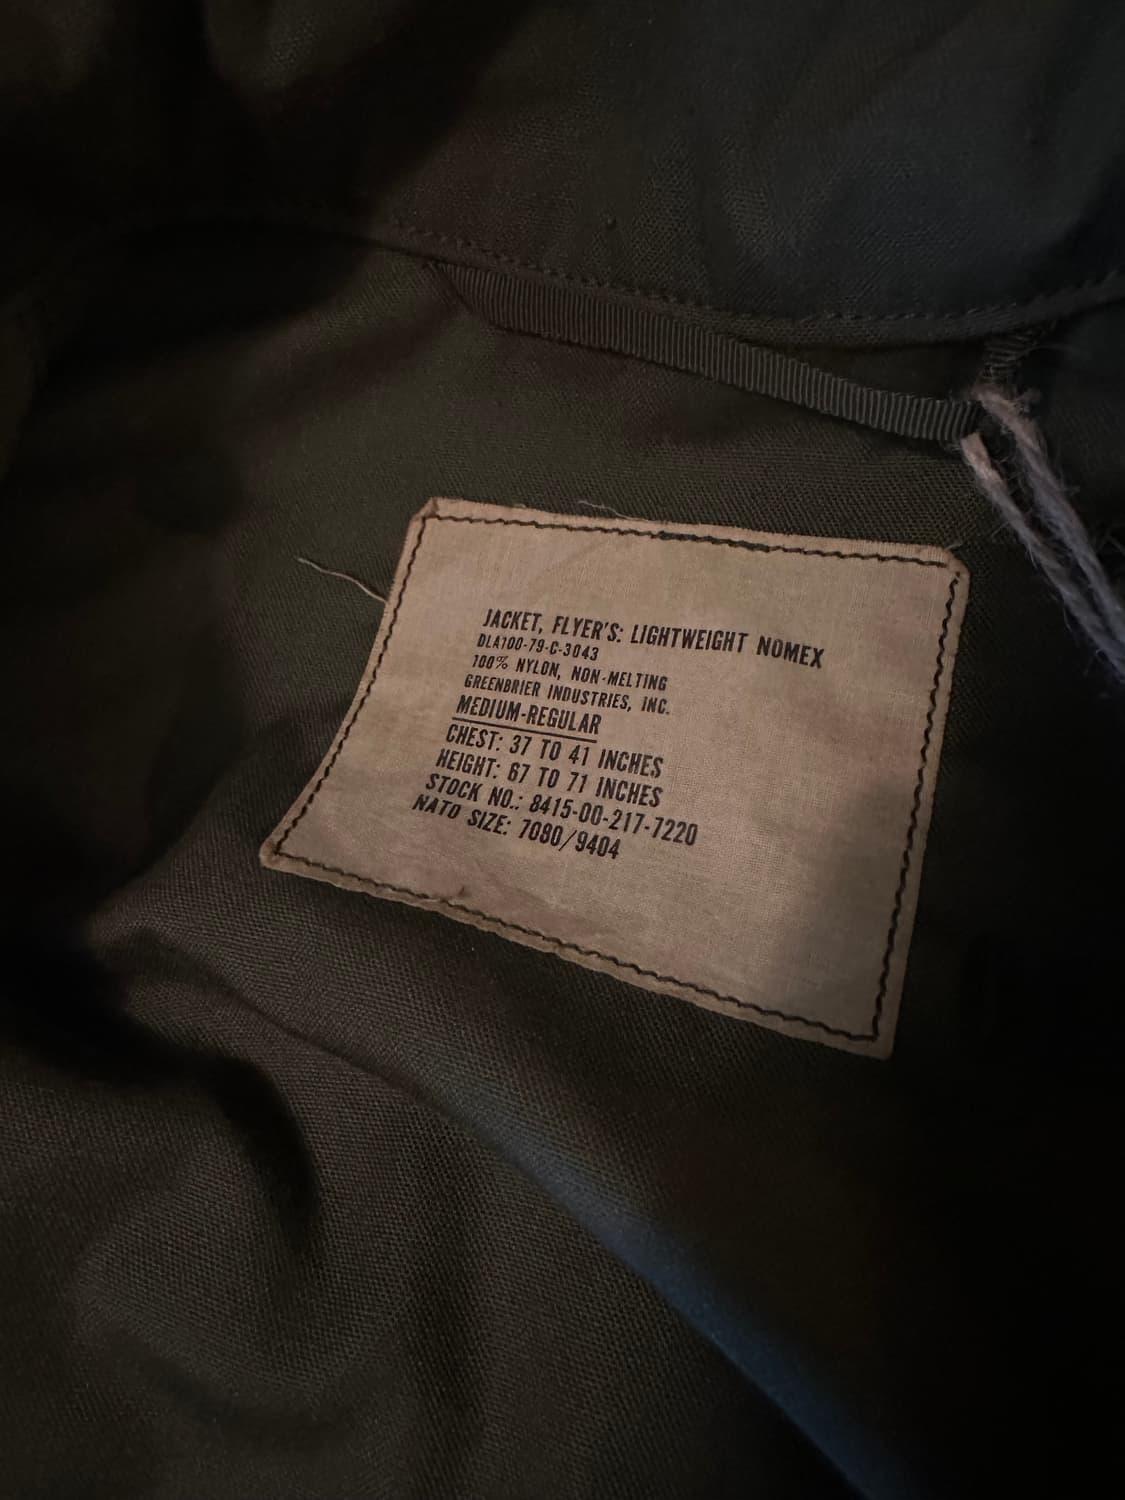 JACKET, FLYER'S: LIGHTWEIGHT NOMEX
DLA100-79-C-3043
100% NYLON, NON-MELTING
GREENBRIER INDUSTRIES, INC.
MEDIUM-REGULAR
CHEST: 37 TO 41 INCHES
HEIGHT: 67 TO 71 INCHES
STOCK NO.: 8415-00-217-7220
NATO SIZE: 7080/9404